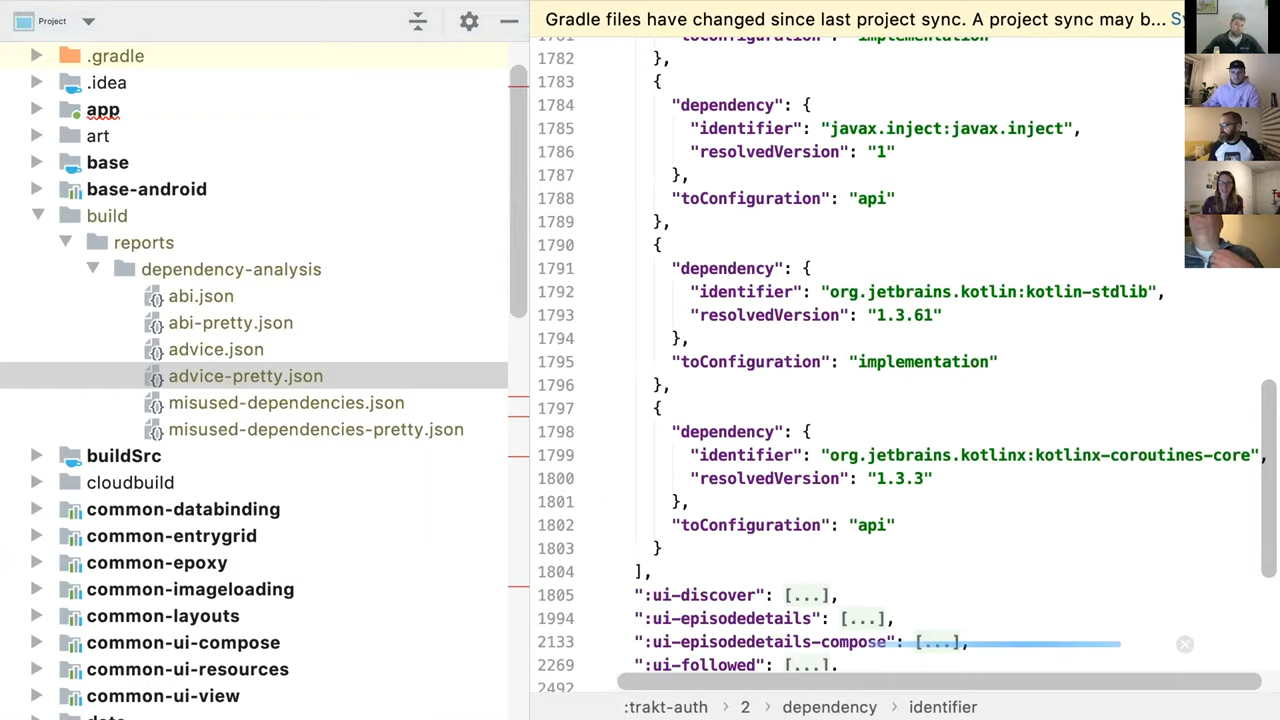 Project
Gradle files have changed since last project sync. A project sync may b... Sy
.gradle
.idea
app
art
base
base-android
build
reports
dependency-analysis
abi.json
abi-pretty.json
advice.json
advice-pretty.json
misused-dependencies.json
misused-dependencies-pretty.json
buildSrc
cloudbuild
common-databinding
common-entrygrid
common-epoxy
common-imageloading
common-layouts
common-ui-compose
common-ui-resources
common-ui-view
data
1781 "toConfiguration": "implementation"
1782 },
1783 {
1784 "dependency": {
1785 "identifier": "javax.inject:javax.inject",
1786 "resolvedVersion": "1"
1787 },
1788 "toConfiguration": "api"
1789 },
1790 {
1791 "dependency": {
1792 "identifier": "org.jetbrains.kotlin:kotlin-stdlib",
1793 "resolvedVersion": "1.3.61"
1794 },
1795 "toConfiguration": "implementation"
1796 },
1797 {
1798 "dependency": {
1799 "identifier": "org.jetbrains.kotlinx:kotlinx-coroutines-core",
1800 "resolvedVersion": "1.3.3"
1801 },
1802 "toConfiguration": "api"
1803 }
1804 ],
1805 ":ui-discover": [...],
1994 ":ui-episodedetails": [...],
2133 ":ui-episodedetails-compose": [...],
2269 ":ui-followed": [...],
2492
:trakt-auth > 2 > dependency > identifier